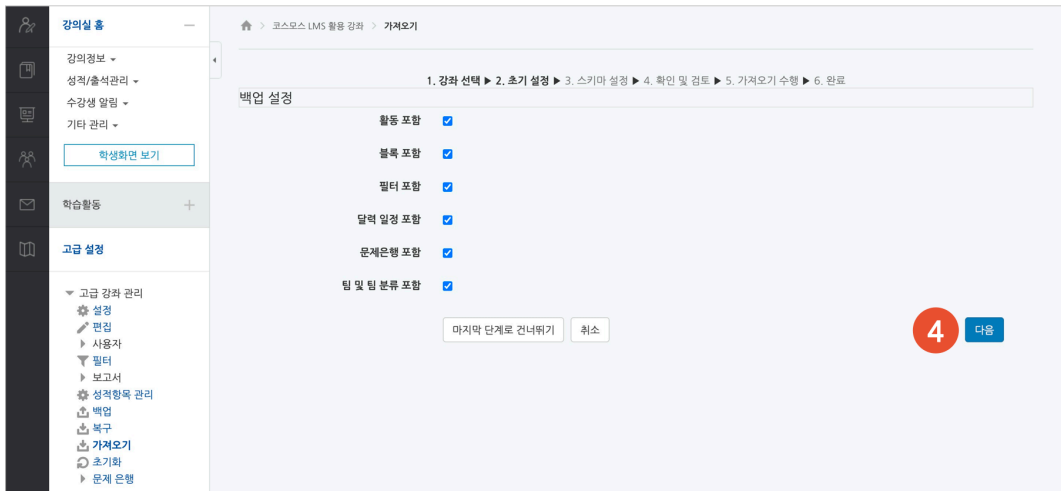 강의실 홈
강의정보
성적/출석관리
수강생 알림
기타 관리
학생화면 보기
학습활동
고급 설정
고급 강좌 관리
설정
편집
사용자
필터
보고서
성적항목 관리
백업
복구
가져오기
초기화
문제 은행
코스모스 LMS 활용 강좌 > 가져오기
1. 강좌 선택 ▶ 2. 초기 설정 ▶ 3. 스키마 설정 ▶ 4. 확인 및 검토 ▶ 5. 가져오기 수행 ▶ 6. 완료
백업 설정
활동 포함
블록 포함
필터 포함
달력 일정 포함
문제은행 포함
팀 및 팀 분류 포함
마지막 단계로 건너뛰기 취소 4 다음